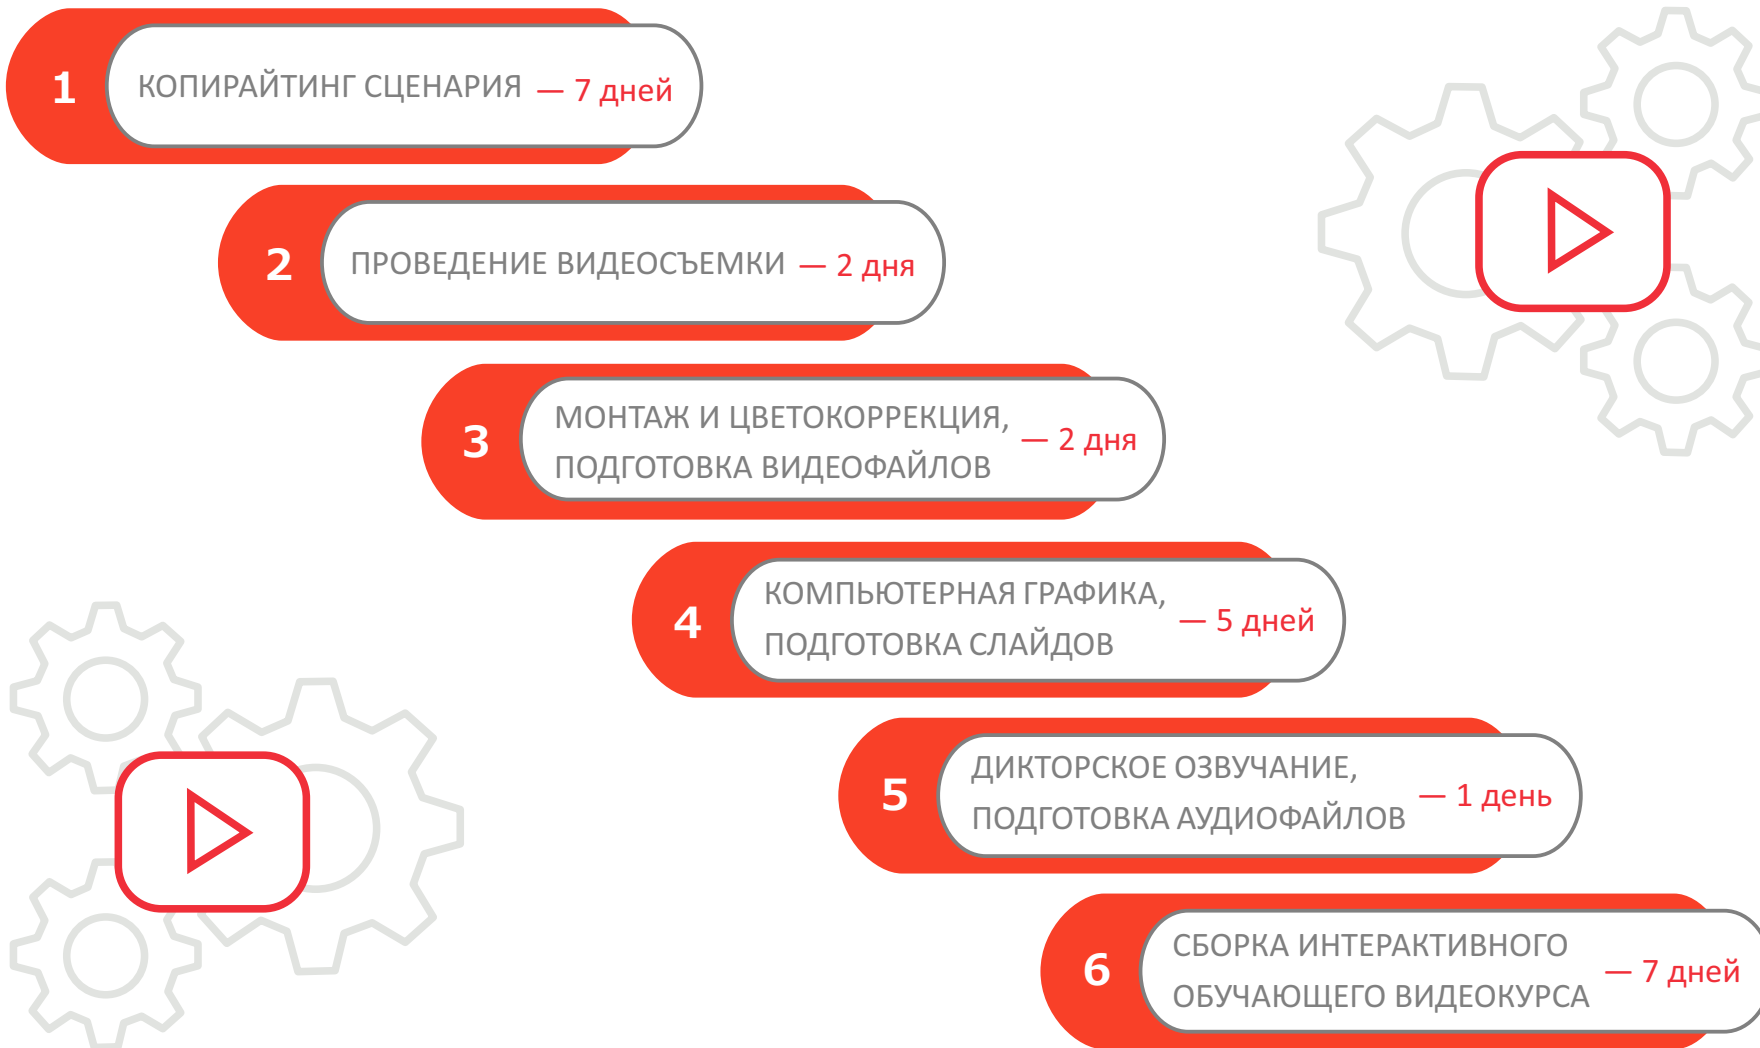 1 КОПИРАЙТИНГ СЦЕНАРИЯ — 7 дней
2 ПРОВЕДЕНИЕ ВИДЕОСЪЕМКИ — 2 дня
3 МОНТАЖ И ЦВЕТОКОРРЕКЦИЯ,
ПОДГОТОВКА ВИДЕОФАЙЛОВ — 2 дня
4 КОМПЬЮТЕРНАЯ ГРАФИКА,
ПОДГОТОВКА СЛАЙДОВ — 5 дней
5 ДИКТОРСКОЕ ОЗВУЧАНИЕ,
ПОДГОТОВКА АУДИОФАЙЛОВ — 1 день
6 СБОРКА ИНТЕРАКТИВНОГО
ОБУЧАЮЩЕГО ВИДЕОКУРСА — 7 дней